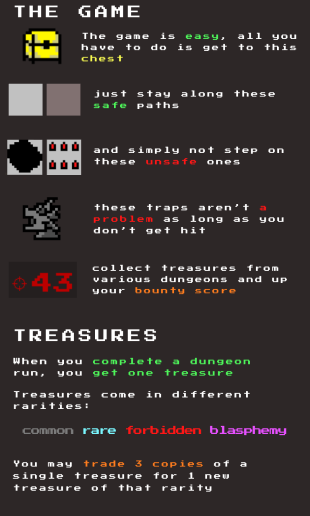 THE GAME
The game is easy, all you
have to do is get to this
chest
just stay along these
safe paths
and simply not step on
these unsafe ones
these traps aren't a
problem as long as you
don't get hit
43
collect treasures from
various dungeons and up
your bounty score
TREASURES
When you complete a dungeon
run, you get one treasure
Treasures come in different
rarities:
common rare forbidden blasphemy
You may trade 3 copies of a
single treasure for 1 new
treasure of that rarity